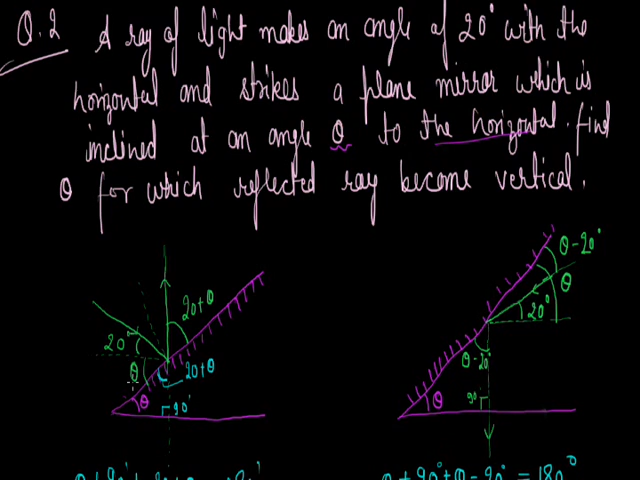 Q.2 A ray of light makes an angle of 20° with the
horizontal and strikes a plane mirror which is
inclined at an angle θ to the horizontal. find
θ for which reflected ray become vertical.
θ-20°
20+θ
θ
20°
20°
θ
20+θ
θ-20°
θ
90°
90°
θ
θ+90°+θ-20°=180°